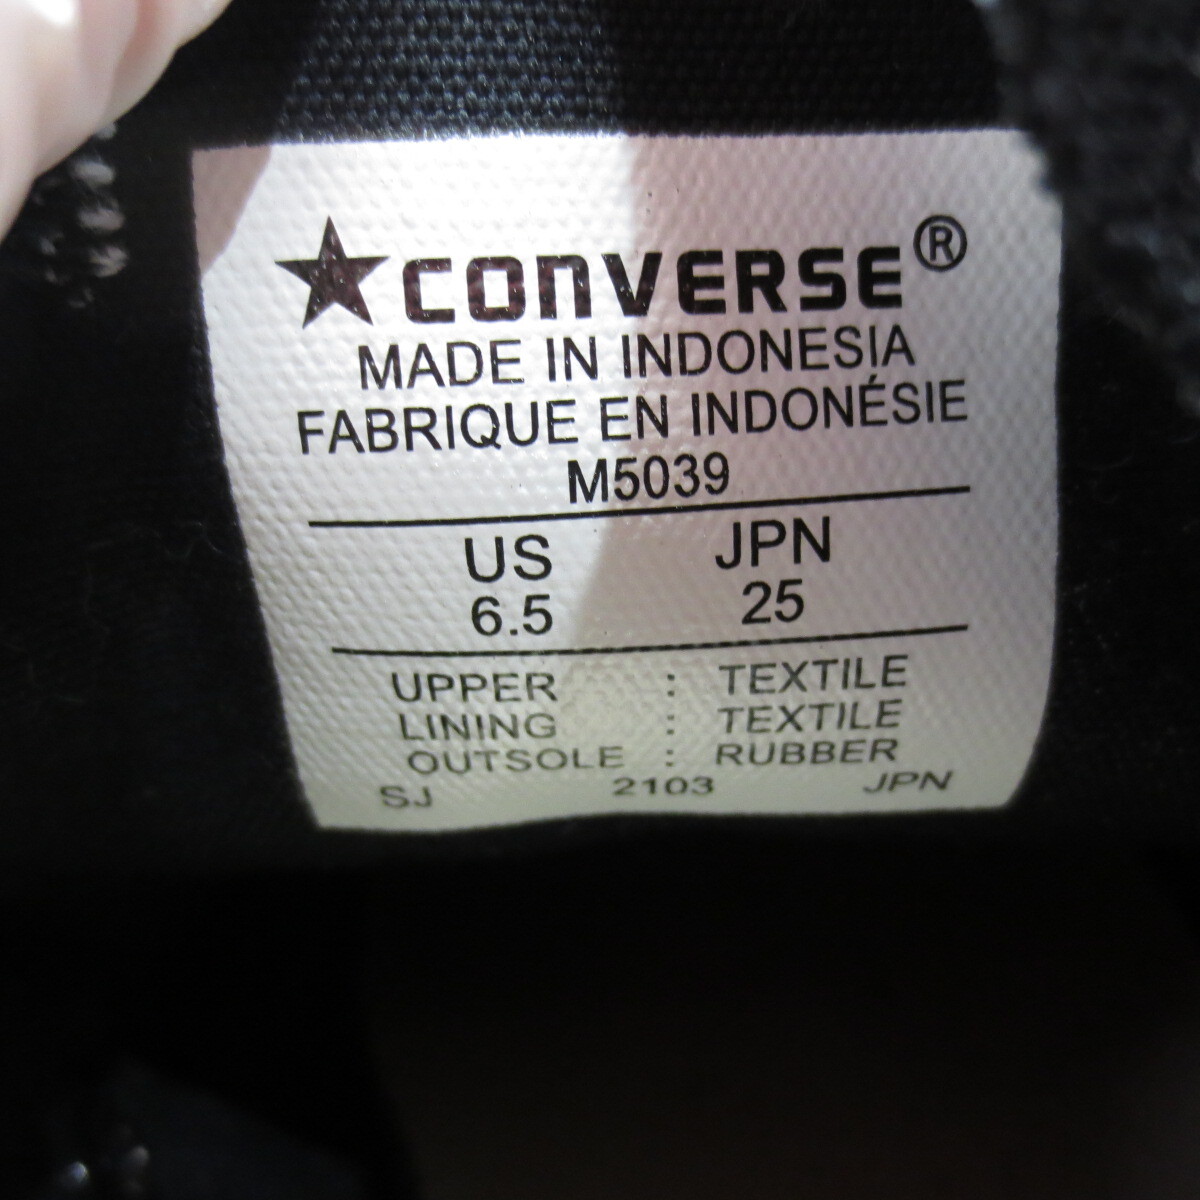 ★CONVERSE®
MADE IN INDONESIA
FABRIQUE EN INDONÉSIE
M5039
US JPN
6.5 25
UPPER : TEXTILE
LINING : TEXTILE
OUTSOLE : RUBBER
SJ 2103 JPN